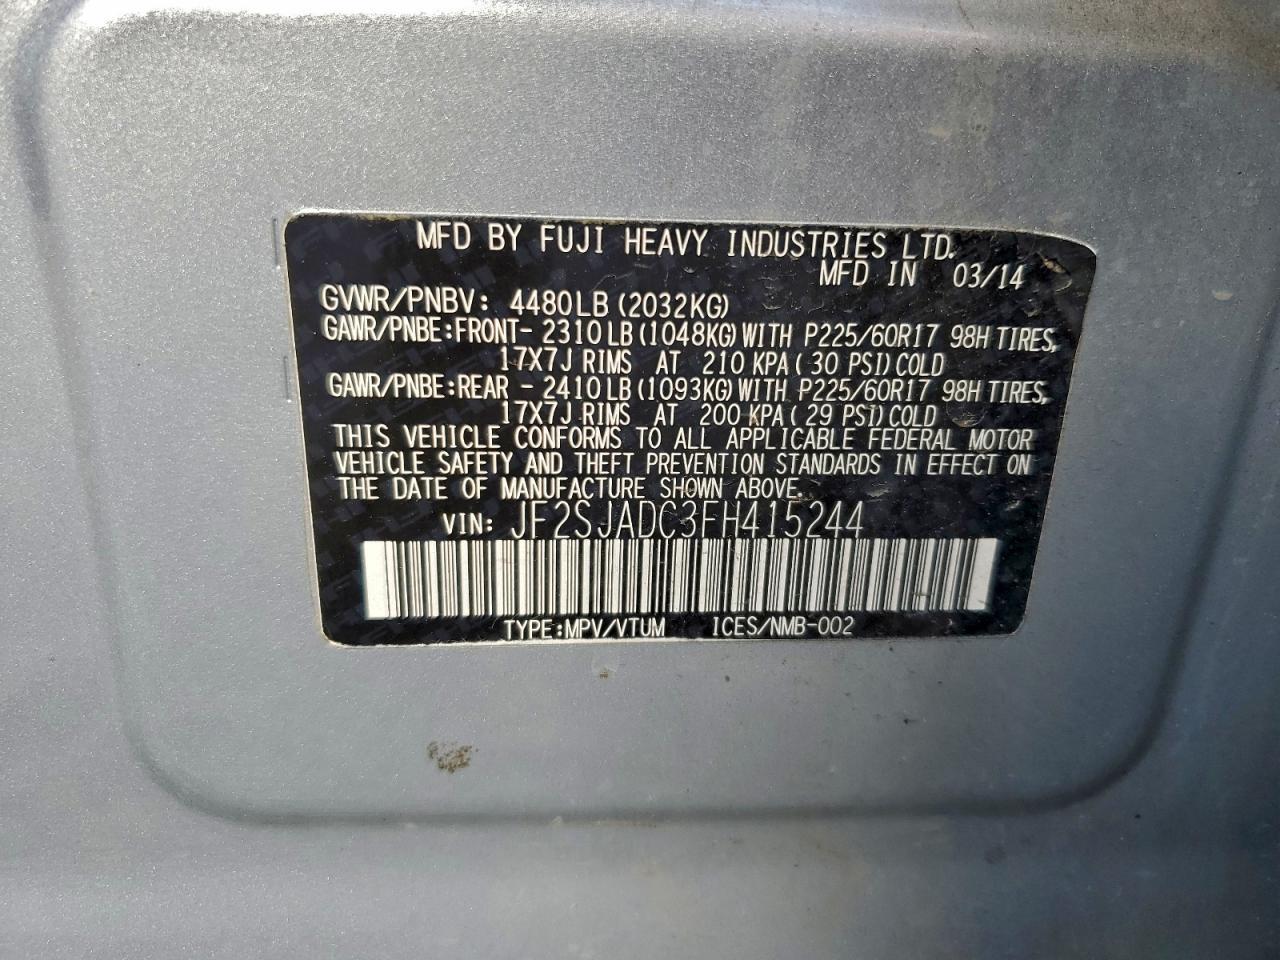 MFD BY FUJI HEAVY INDUSTRIES LTD.
MFD IN 03/14
GVWR/PNBV: 4480LB (2032KG)
GAWR/PNBE:FRONT- 2310LB (1048KG) WITH P225/60R17 98H TIRES,
17X7J RIMS AT 210 KPA( 30 PSI)COLD
GAWR/PNBE:REAR - 2410LB (1093KG) WITH P225/60R17 98H TIRES,
17X7J RIMS AT 200 KPA( 29 PSI)COLD
THIS VEHICLE CONFORMS TO ALL APPLICABLE FEDERAL MOTOR
VEHICLE SAFETY AND THEFT PREVENTION STANDARDS IN EFFECT ON
THE DATE OF MANUFACTURE SHOWN ABOVE.
VIN: JF2SJADC3FH415244
TYPE:MPV/VTUM ICES/NMB-002